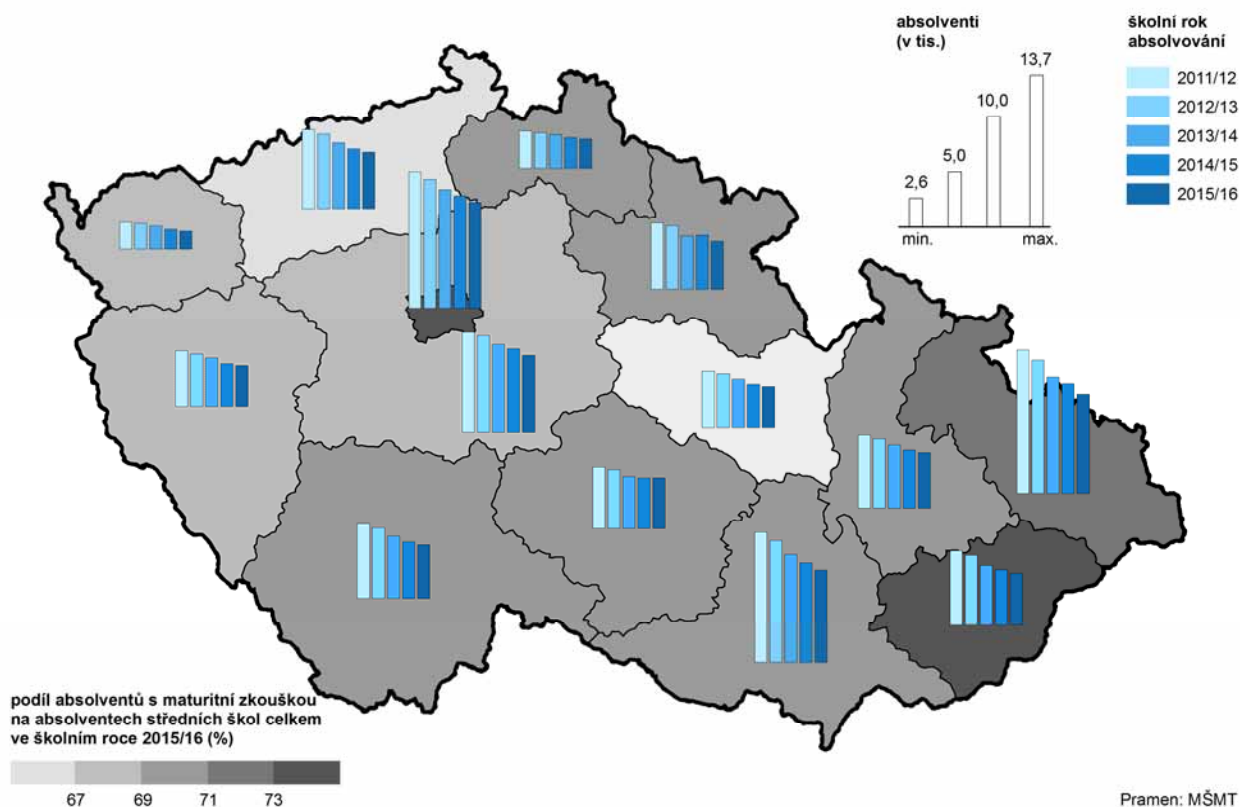 absolventi
(v tis.)
13,7
10,0
5,0
2,6
min.
max.
školní rok
absolvování
2011/12
2012/13
2013/14
2014/15
2015/16
podíl absolventů s maturitní zkouškou
na absolventech středních škol celkem
ve školním roce 2015/16 (%)
67 69 71 73
Pramen: MŠMT